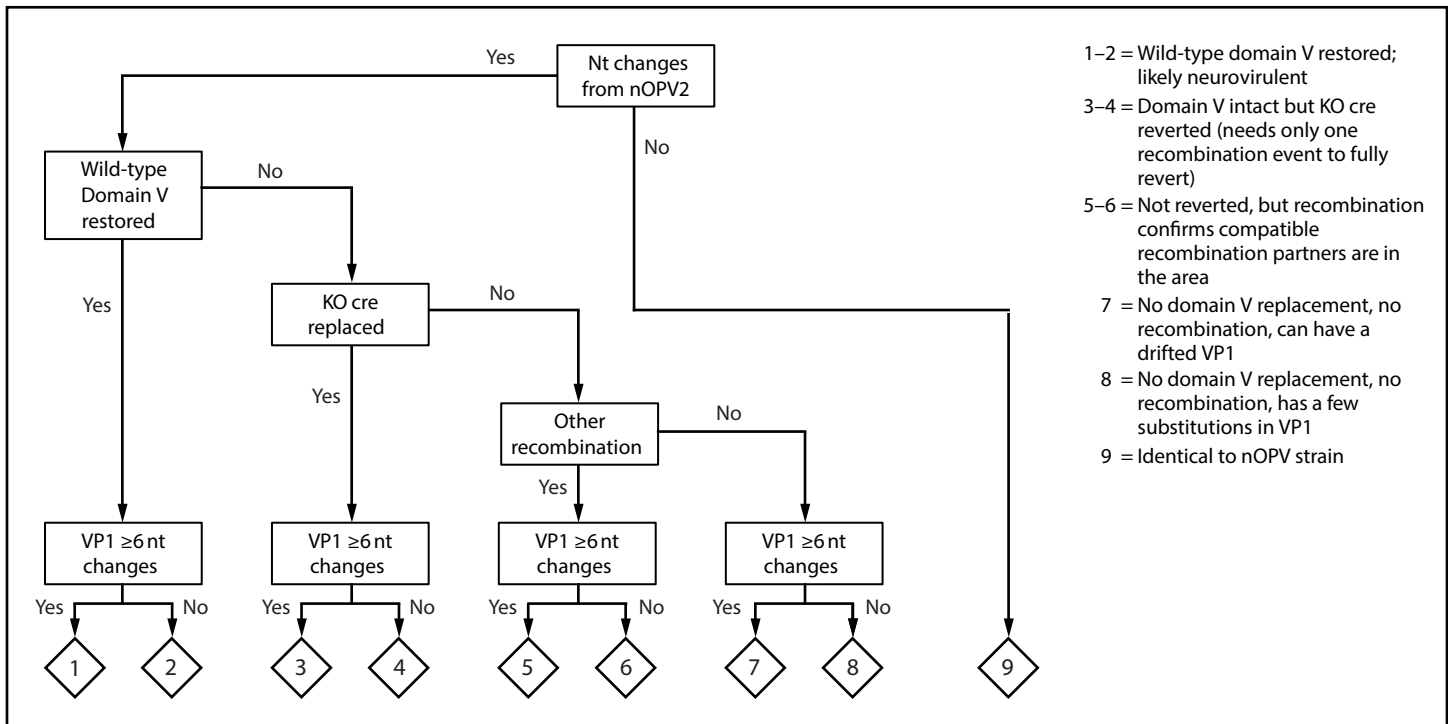 Yes
Nt changes
from nOPV2
No
Wild-type
Domain V
restored
No
Yes
KO cre
replaced
No
Yes
Other
recombination
No
Yes
VP1 ≥6 nt
changes
VP1 ≥6 nt
changes
VP1 ≥6 nt
changes
VP1 ≥6 nt
changes
Yes No Yes No Yes No Yes No
1 2 3 4 5 6 7 8 9
1–2 = Wild-type domain V restored;
likely neurovirulent
3–4 = Domain V intact but KO cre
reverted (needs only one
recombination event to fully
revert)
5–6 = Not reverted, but recombination
confirms compatible
recombination partners are in
the area
7 = No domain V replacement, no
recombination, can have a
drifted VP1
8 = No domain V replacement, no
recombination, has a few
substitutions in VP1
9 = Identical to nOPV strain